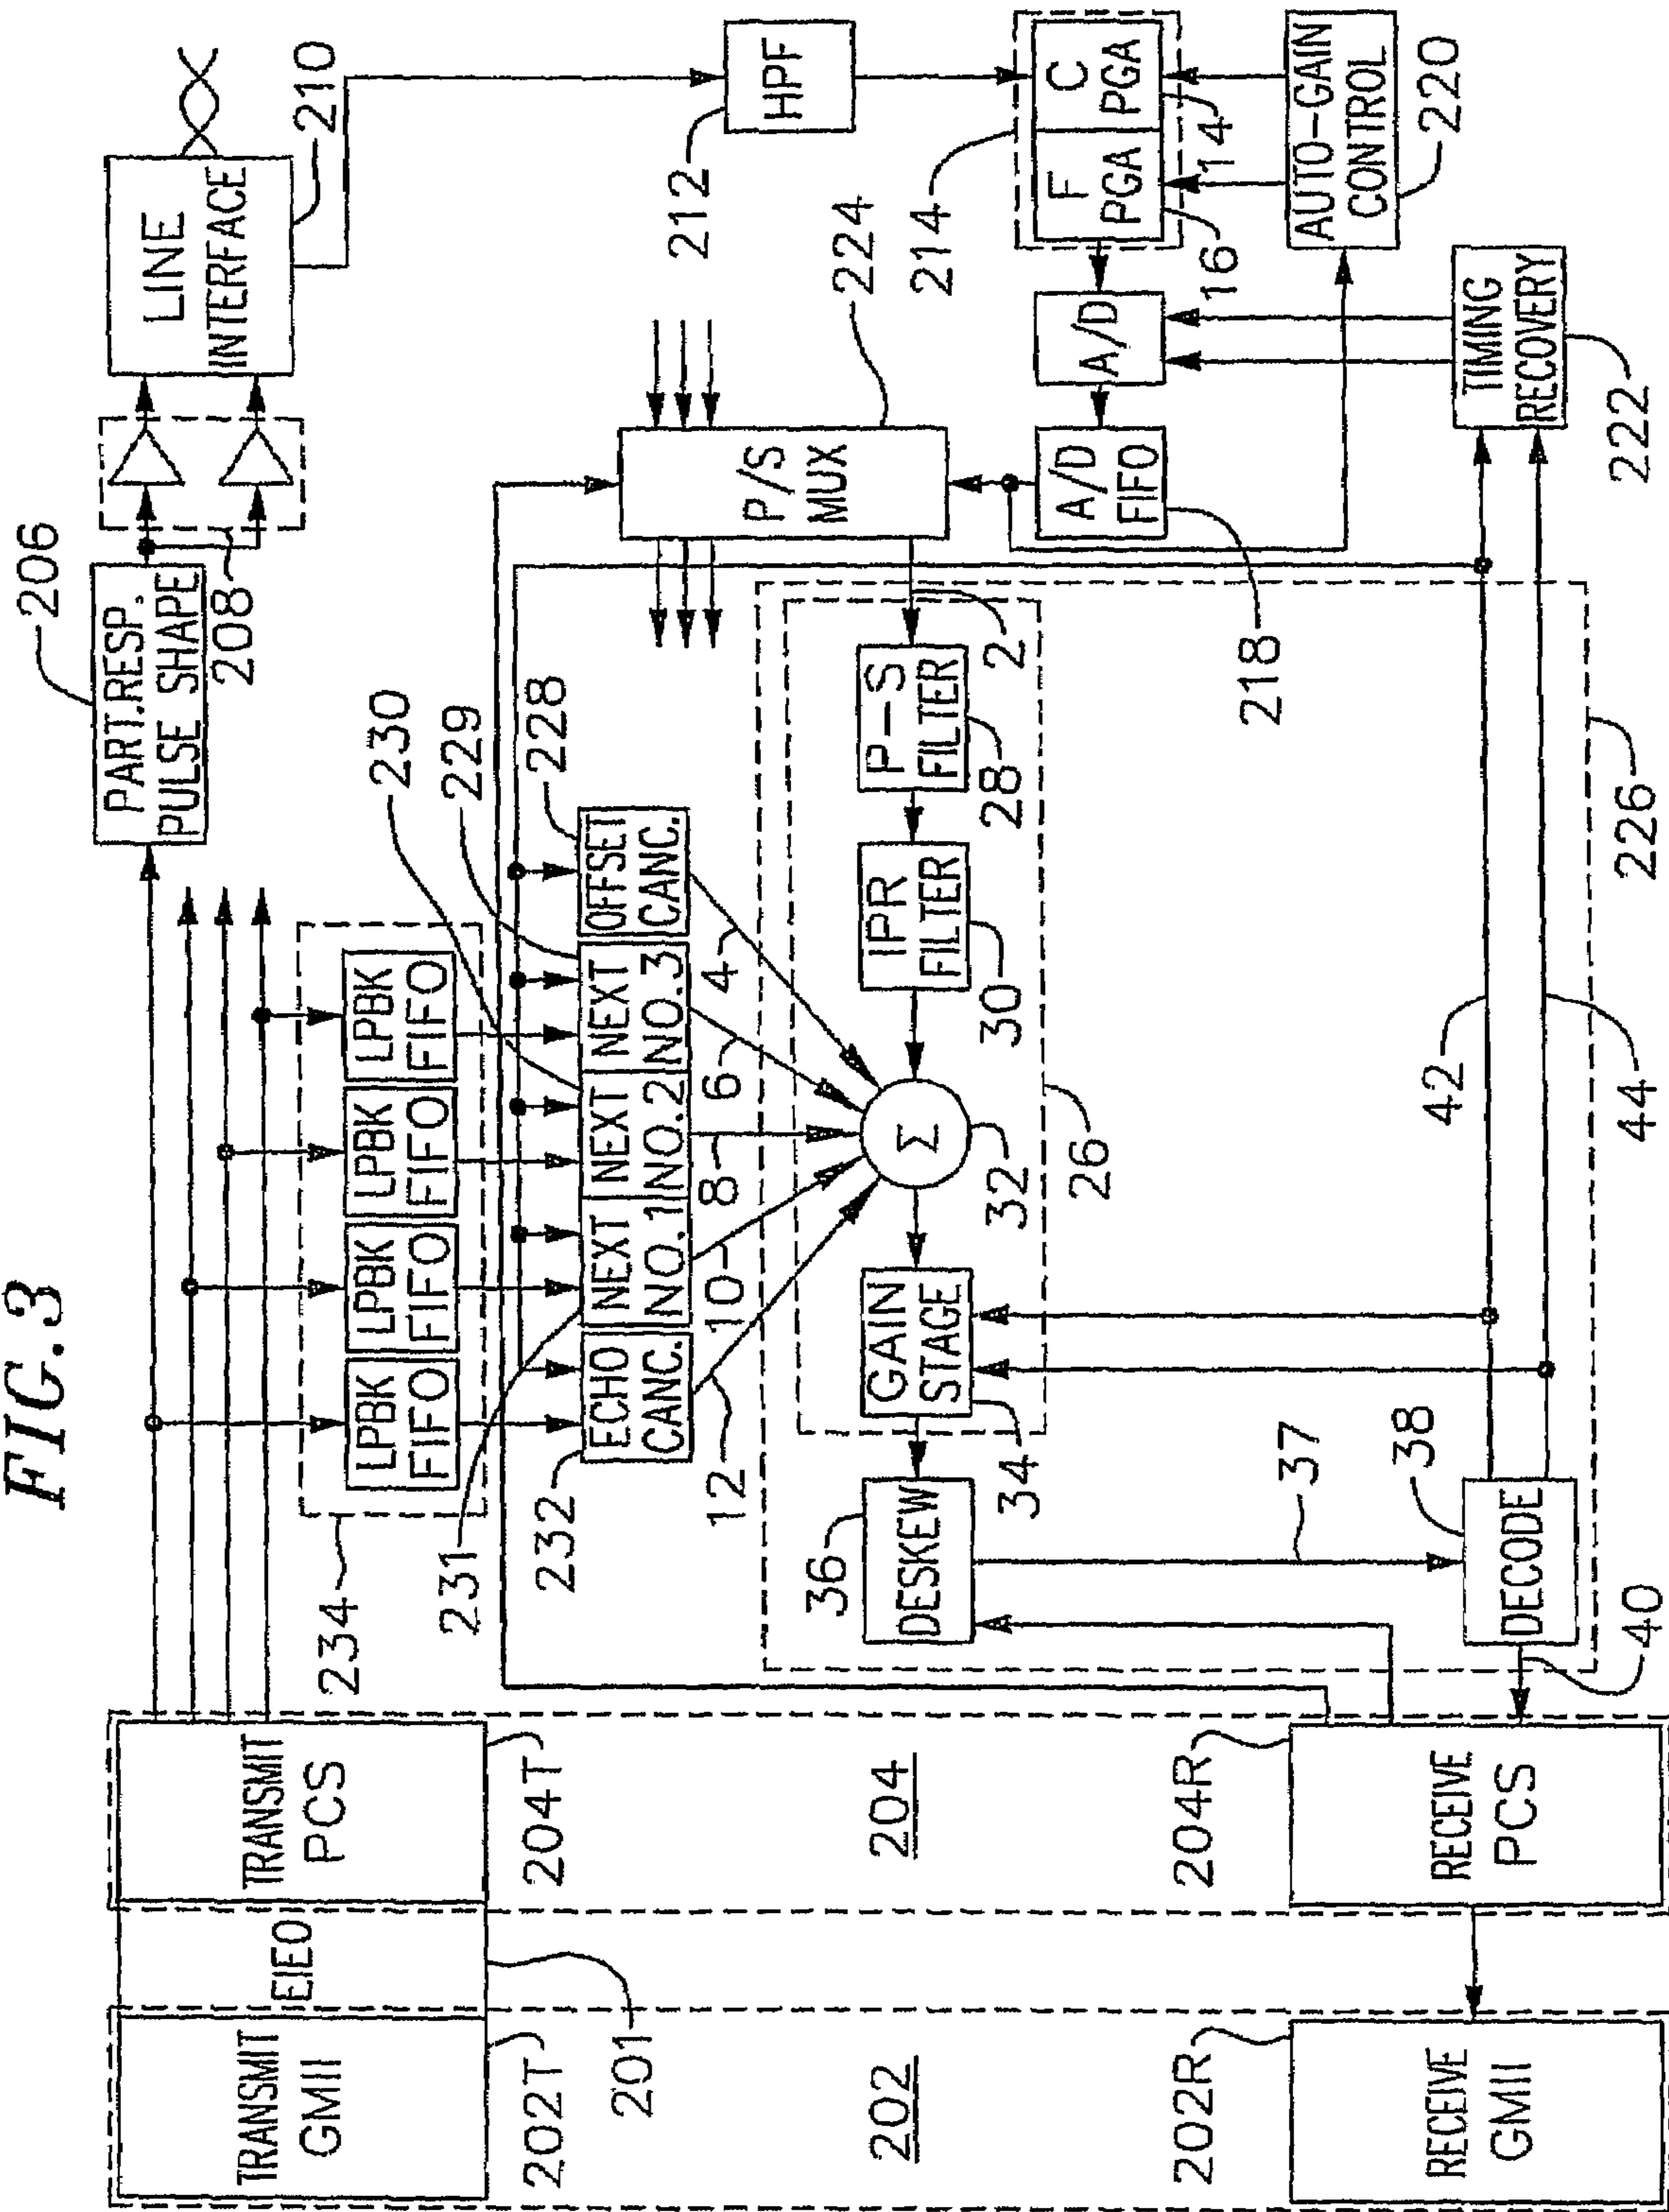 FIG. 3
TRANSMIT
GMII
202T
EIEO
201
TRANSMIT
PCS
204T
202
204
RECEIVE
GMII
202R
RECEIVE
PCS
204R
234
LPBK
FIFO
LPBK
FIFO
LPBK
FIFO
LPBK
FIFO
PART.RESP.
PULSE SHAPE
206
208
LINE
INTERFACE
210
231
232
230
229
228
ECHO
CANC.
NEXT
NO.1
NEXT
NO.2
NEXT
NO.3
OFFSET
CANC.
12
10
8
6
4
P/S
MUX
224
212
HPF
36
DESKEW
GAIN
STAGE
34
Σ
32
IPR
FILTER
30
P-S
FILTER
28
2
26
A/D
FIFO
218
A/D
F
PGA
C
PGA
214
16
14
AUTO-GAIN
CONTROL
220
37
38
DECODE
40
42
44
226
TIMING
RECOVERY
222